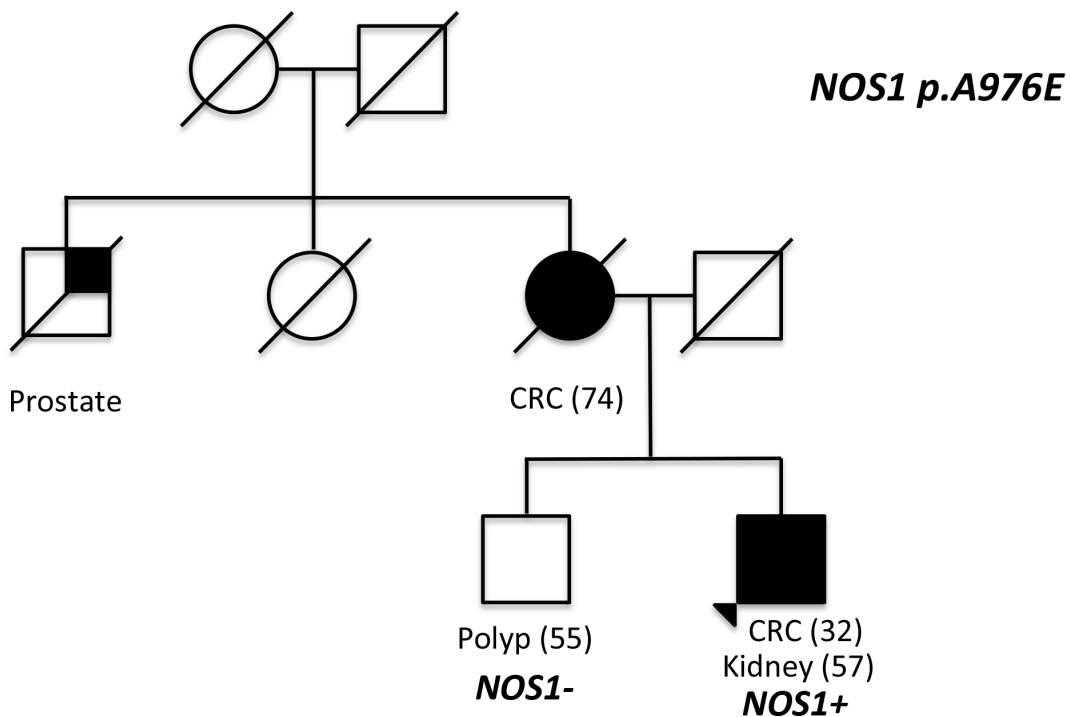 NOS1 p.A976E
Prostate
CRC (74)
Polyp (55)
NOS1-
CRC (32)
Kidney (57)
NOS1+